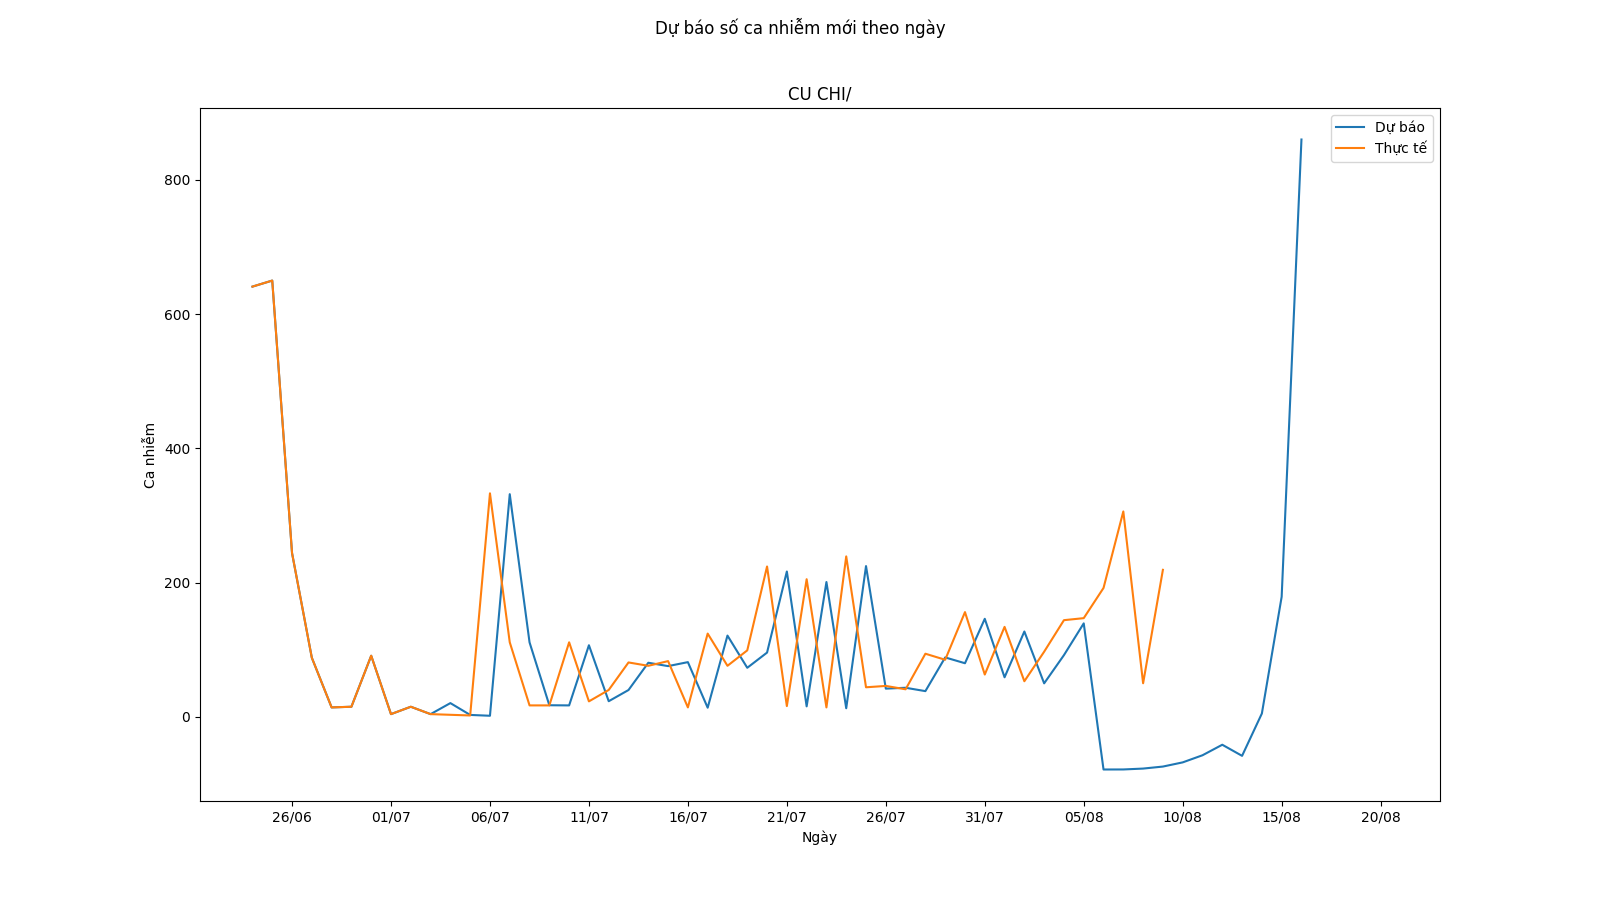 Dự báo số ca nhiễm mới theo ngày
CU CHI/
Dự báo
Thực tế
800
600
400
200
0
Ca nhiễm
26/06
01/07
06/07
11/07
16/07
21/07
26/07
31/07
05/08
10/08
15/08
20/08
Ngày